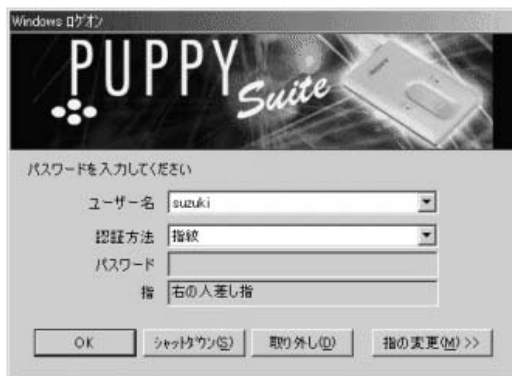 Windows ログオン
PUPPY
Suite
パスワードを入力してください
ユーザー名 suzuki
認証方法 指紋
パスワード
指 右の人差し指
OK シャットダウン(S) 取り外し(D) 指の変更(M) >>